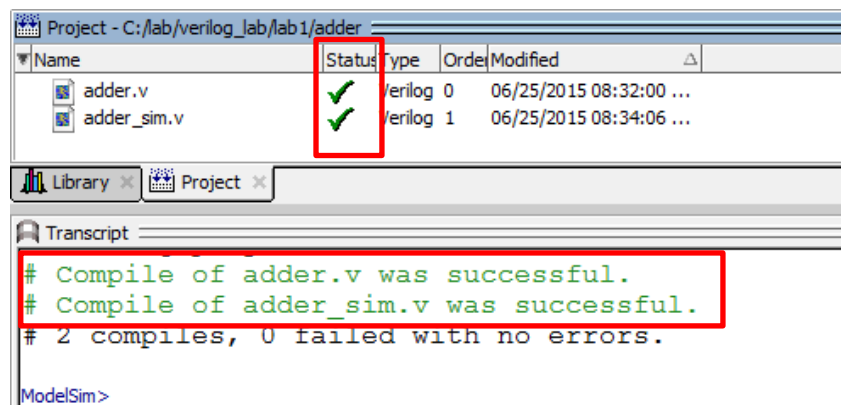 Project - C:/lab/verilog_lab/lab1/adder
Name Status Type Order Modified
adder.v Verilog 0 06/25/2015 08:32:00 ...
adder_sim.v Verilog 1 06/25/2015 08:34:06 ...
Library Project
Transcript
# Compile of adder.v was successful.
# Compile of adder_sim.v was successful.
# 2 compiles, 0 failed with no errors.
ModelSim>